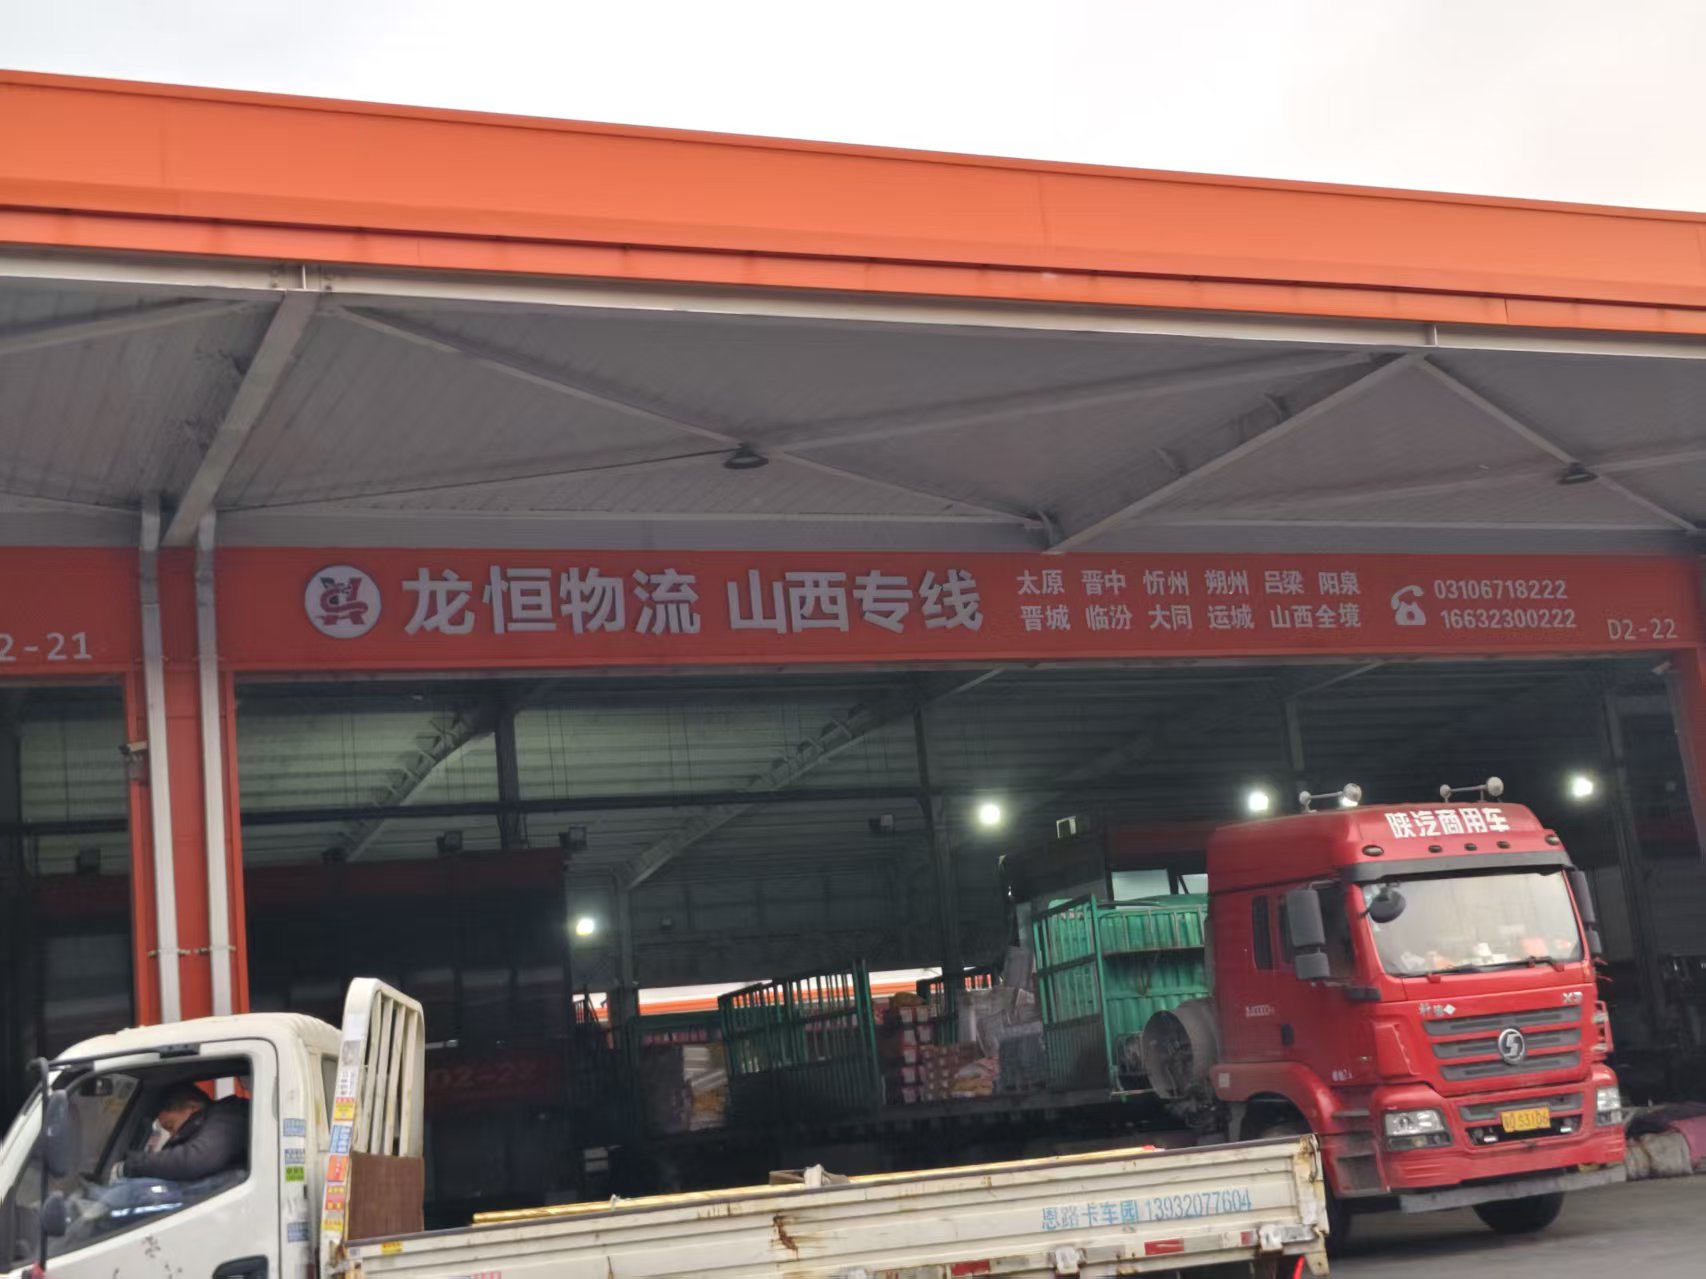 龙恒物流 山西专线
太原 晋中 忻州 朔州 吕梁 阳泉
晋城 临汾 大同 运城 山西全境
03106718222
16632300222
D2-22
2-21
陕汽商用车
X3
恩路卡车园 13932077604